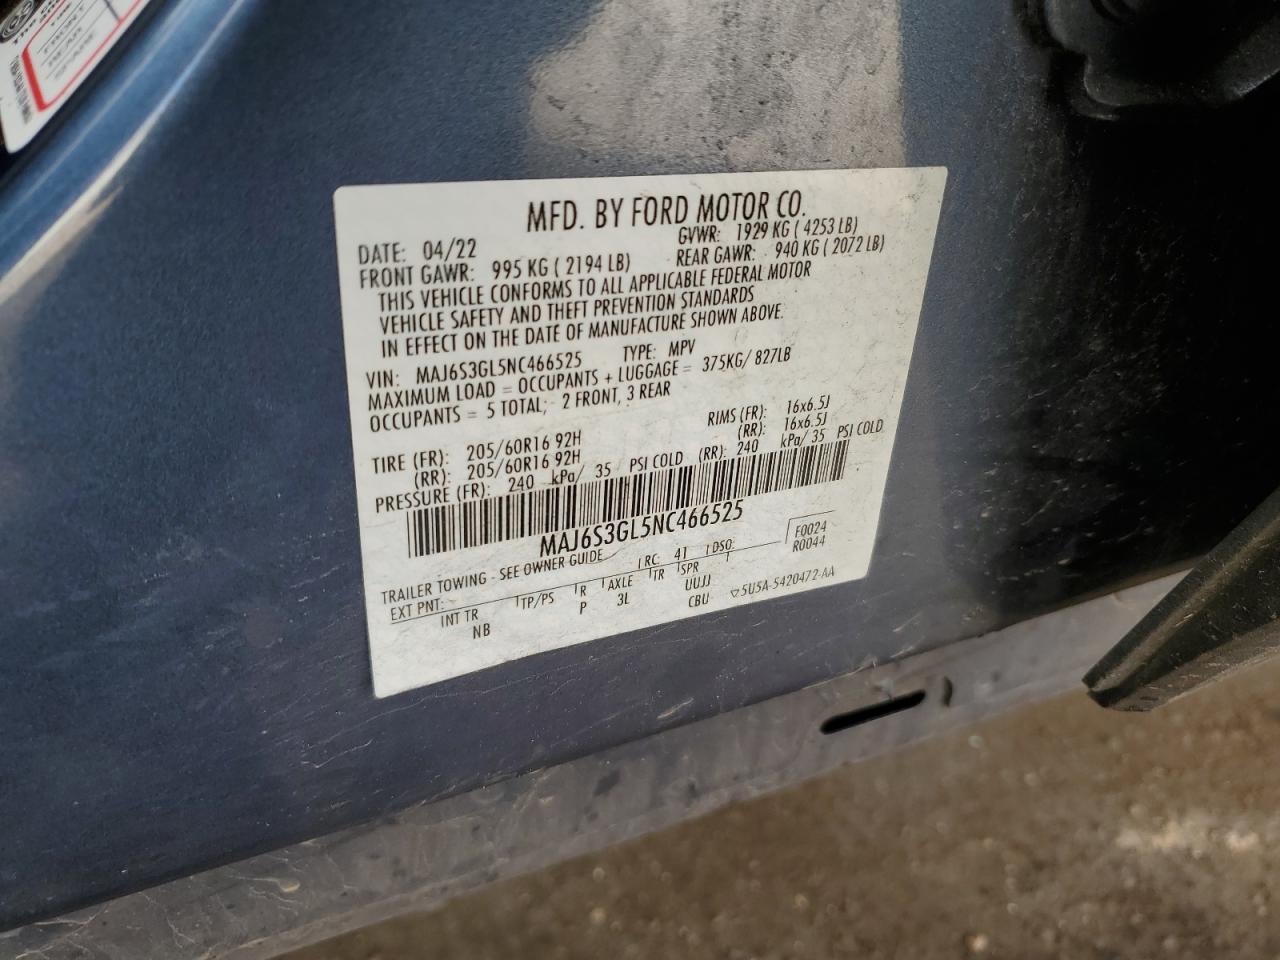 FRONT
REAR
SPARE
MFD. BY FORD MOTOR CO.
DATE: 04/22 GVWR: 1929 KG ( 4253 LB)
FRONT GAWR: 995 KG ( 2194 LB) REAR GAWR: 940 KG ( 2072 LB)
THIS VEHICLE CONFORMS TO ALL APPLICABLE FEDERAL MOTOR
VEHICLE SAFETY AND THEFT PREVENTION STANDARDS
IN EFFECT ON THE DATE OF MANUFACTURE SHOWN ABOVE.
VIN: MAJ6S3GL5NC466525 TYPE: MPV
MAXIMUM LOAD = OCCUPANTS + LUGGAGE = 375KG/ 827LB
OCCUPANTS = 5 TOTAL; 2 FRONT, 3 REAR
TIRE (FR): 205/60R16 92H RIMS (FR): 16x6.5J
(RR): 205/60R16 92H (RR): 16x6.5J
PRESSURE (FR): 240 kPa/ 35 PSI COLD (RR): 240 kPa/ 35 PSI COLD
MAJ6S3GL5NC466525
TRAILER TOWING - SEE OWNER GUIDE
EXT PNT: RC: 41 DSO: F0024
R0044
INT TR TP/PS R AXLE TR SPR
NB P 3L UUJJ
CBU ▽5U5A-5420472-AA